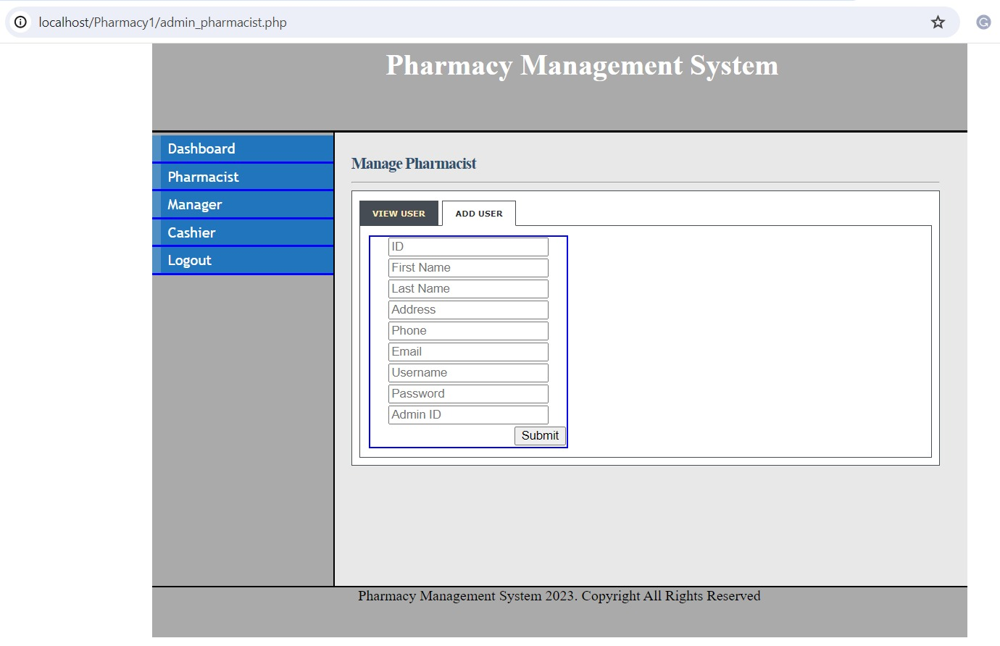 localhost/Pharmacy1/admin_pharmacist.php
Pharmacy Management System
Dashboard
Pharmacist
Manager
Cashier
Logout
Manage Pharmacist
VIEW USER
ADD USER
ID
First Name
Last Name
Address
Phone
Email
Username
Password
Admin ID
Submit
Pharmacy Management System 2023. Copyright All Rights Reserved